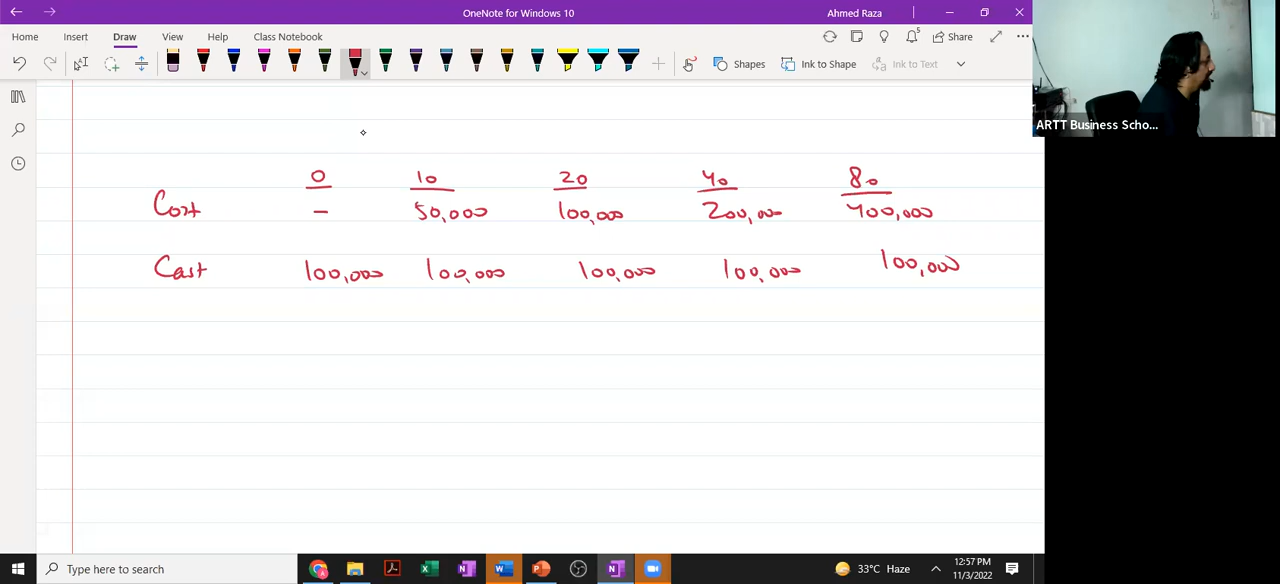 OneNote for Windows 10
Ahmed Raza
Home Insert Draw View Help Class Notebook
Share
Shapes Ink to Shape Ink to Text
ARTT Business Scho...
0 10 20 40 80
Cost - 50,000 100,000 200,000 400,000
Cast 100,000 100,000 100,000 100,000 100,000
Type here to search
33°C Haze
12:57 PM
11/3/2022